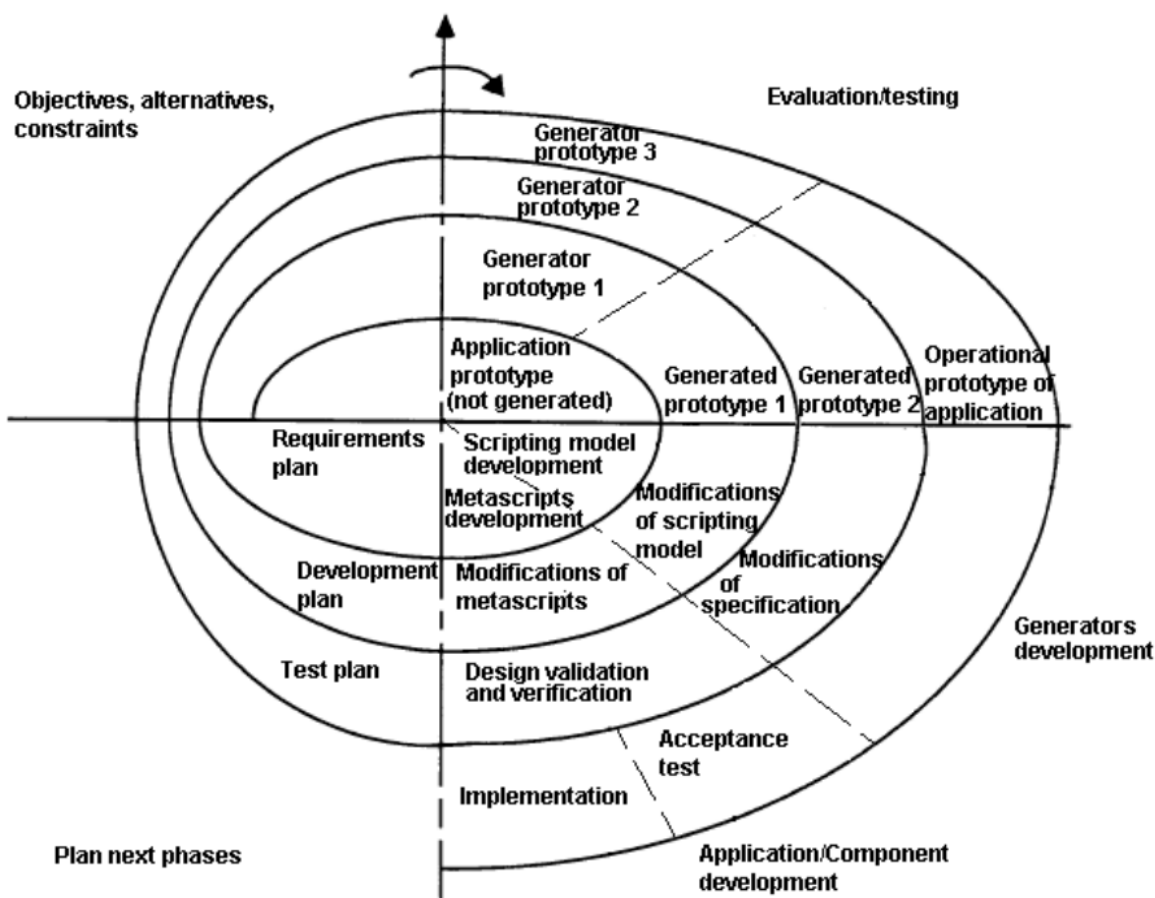 Objectives, alternatives,
constraints
Evaluation/testing
Generator
prototype 3
Generator
prototype 2
Generator
prototype 1
Application
prototype
(not generated)
Generated
prototype 1
Generated
prototype 2
Operational
prototype of
application
Requirements
plan
Scripting model
development
Metascripts
development
Modifications
of scripting
model
Development
plan
Modifications of
metascripts
Modifications
of
specification
Generators
development
Test plan
Design validation
and verification
Acceptance
test
Implementation
Plan next phases
Application/Component
development